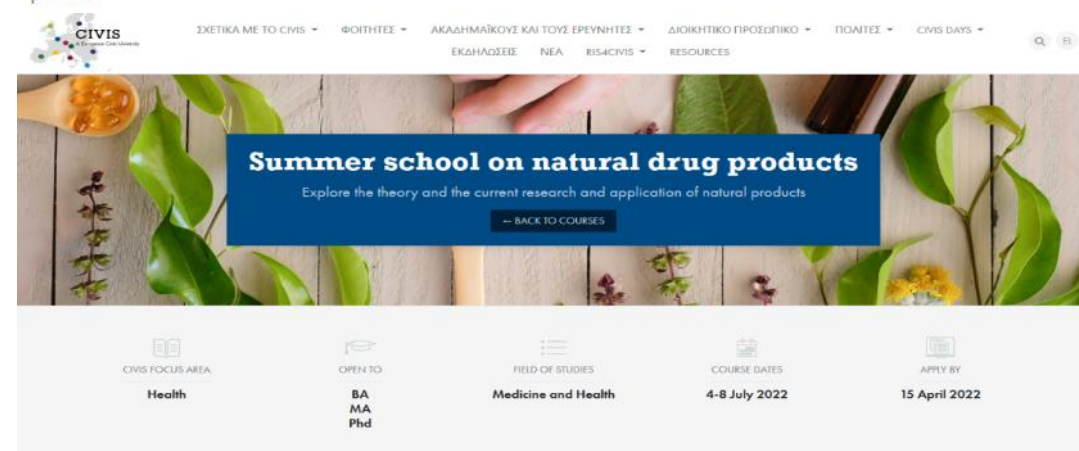 CIVIS
A European Civic University
ΣΧΕΤΙΚΑ ΜΕ ΤΟ CIVIS
ΦΟΙΤΗΤΕΣ
ΑΚΑΔΗΜΑΪΚΟΥΣ ΚΑΙ ΤΟΥΣ ΕΡΕΥΝΗΤΕΣ
ΔΙΟΙΚΗΤΙΚΟ ΠΡΟΣΩΠΙΚΟ
ΠΟΛΙΤΕΣ
CIVIS DAYS
ΕΚΔΗΛΩΣΕΙΣ
ΝΕΑ
RIS4CIVIS
RESOURCES
EL
Summer school on natural drug products
Explore the theory and the current research and application of natural products
← BACK TO COURSES
CIVIS FOCUS AREA
Health
OPEN TO
BA
MA
Phd
FIELD OF STUDIES
Medicine and Health
COURSE DATES
4-8 July 2022
APPLY BY
15 April 2022